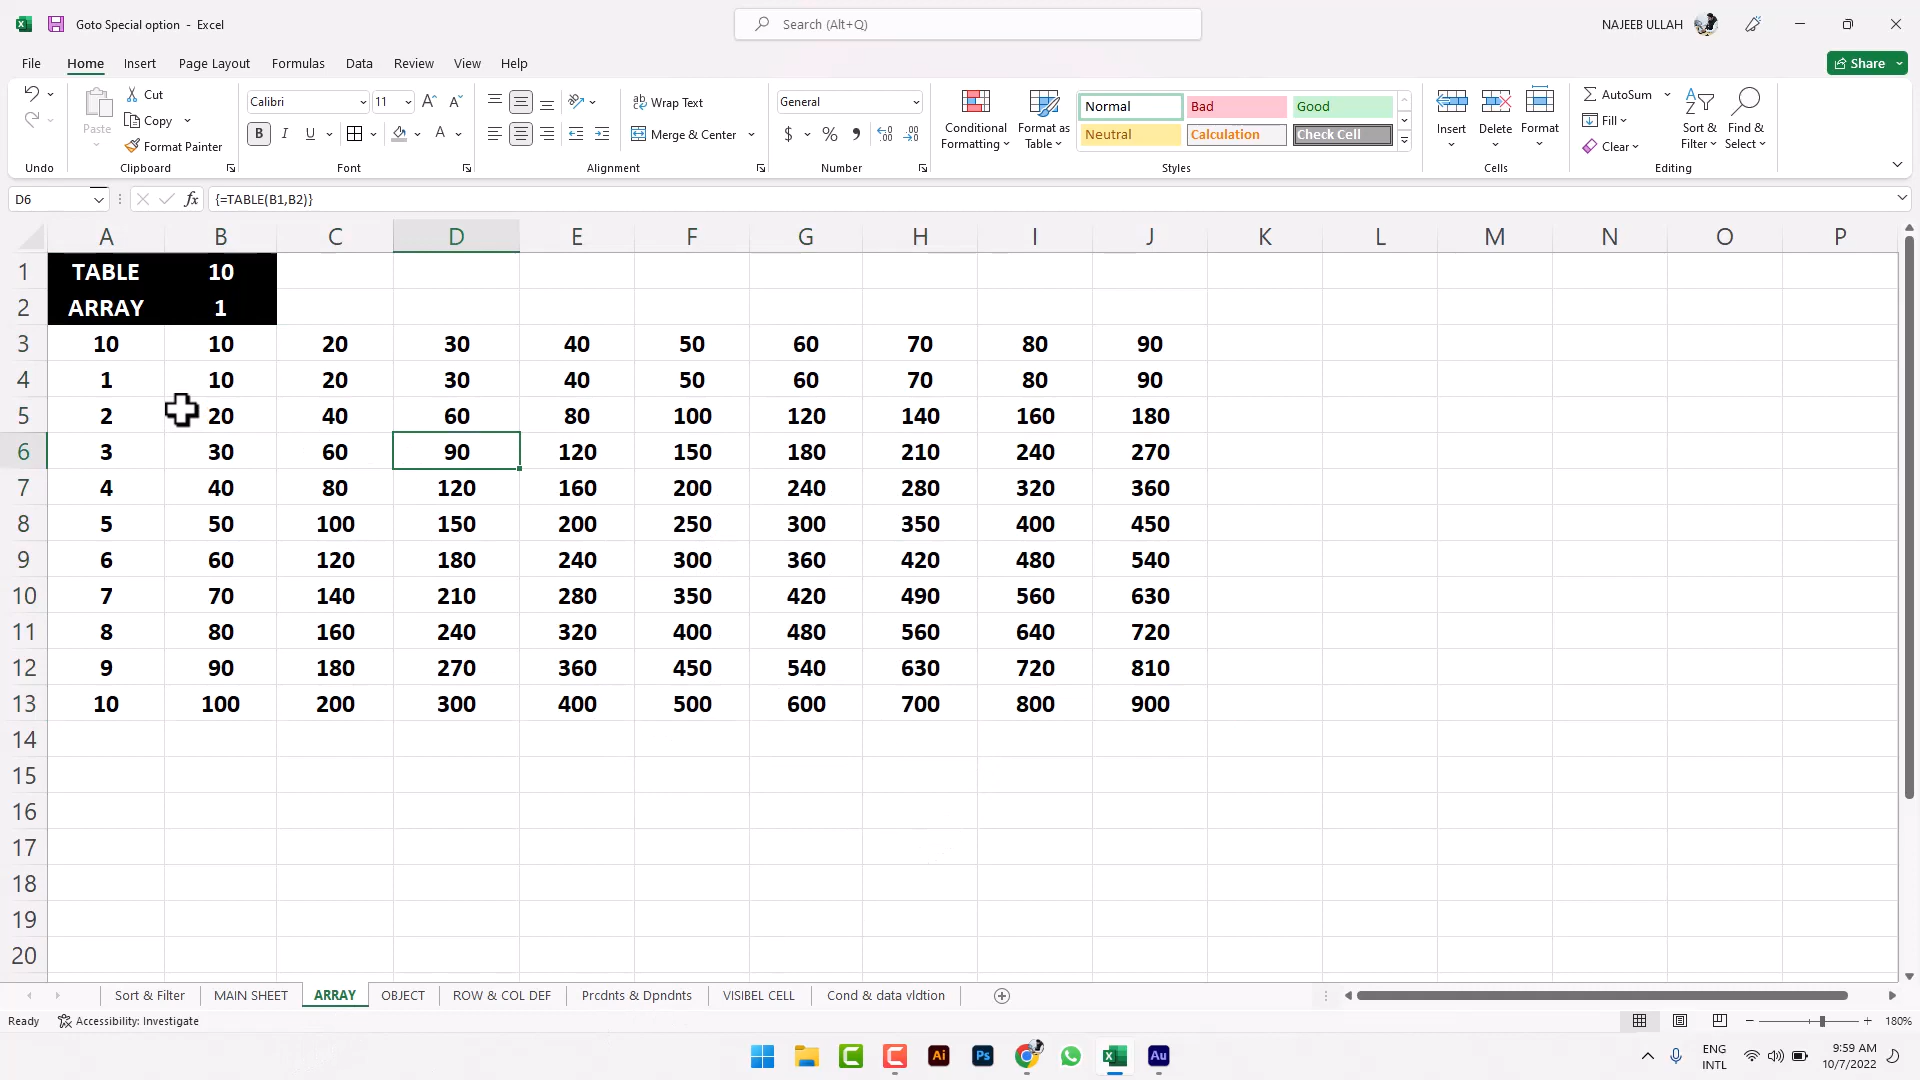 Goto Special option - Excel
Search (Alt+Q)
NAJEEB ULLAH
File Home Insert Page Layout Formulas Data Review View Help
Share
Cut
Copy
Format Painter
Paste
Calibri 11
B I U
Wrap Text
Merge & Center
General
$ %
Conditional Formatting
Format as Table
Normal Bad Good
Neutral Calculation Check Cell
Insert Delete Format
AutoSum
Fill
Clear
Sort & Filter
Find & Select
Undo Clipboard Font Alignment Number Styles Cells Editing
D6 fx {=TABLE(B1,B2)}
A B C D E F G H I J K L M N O P
1 TABLE 10
2 ARRAY 1
3 10 10 20 30 40 50 60 70 80 90
4 1 10 20 30 40 50 60 70 80 90
5 2 20 40 60 80 100 120 140 160 180
6 3 30 60 90 120 150 180 210 240 270
7 4 40 80 120 160 200 240 280 320 360
8 5 50 100 150 200 250 300 350 400 450
9 6 60 120 180 240 300 360 420 480 540
10 7 70 140 210 280 350 420 490 560 630
11 8 80 160 240 320 400 480 560 640 720
12 9 90 180 270 360 450 540 630 720 810
13 10 100 200 300 400 500 600 700 800 900
14
15
16
17
18
19
20
Sort & Filter MAIN SHEET ARRAY OBJECT ROW & COL DEF Prcdnts & Dpndnts VISIBEL CELL Cond & data vldtion
Ready Accessibility: Investigate 180%
Ai Ps Au
ENG
INTL
9:59 AM
10/7/2022